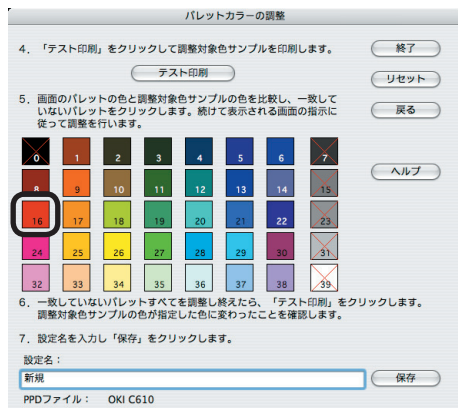 パレットカラーの調整
4. 「テスト印刷」をクリックして調整対象色サンプルを印刷します。
終了
テスト印刷
リセット
5. 画面のパレットの色と調整対象色サンプルの色を比較し、一致して
いないパレットをクリックします。続けて表示される画面の指示に
従って調整を行います。
戻る
0 1 2 3 4 5 6 7
ヘルプ
8 9 10 11 12 13 14 15
16 17 18 19 20 21 22 23
24 25 26 27 28 29 30 31
32 33 34 35 36 37 38 39
6. 一致していないパレットすべてを調整し終えたら、「テスト印刷」をクリックします。
調整対象色サンプルの色が指定した色に変わったことを確認します。
7. 設定名を入力し「保存」をクリックします。
設定名：
新規
保存
PPDファイル： OKI C610